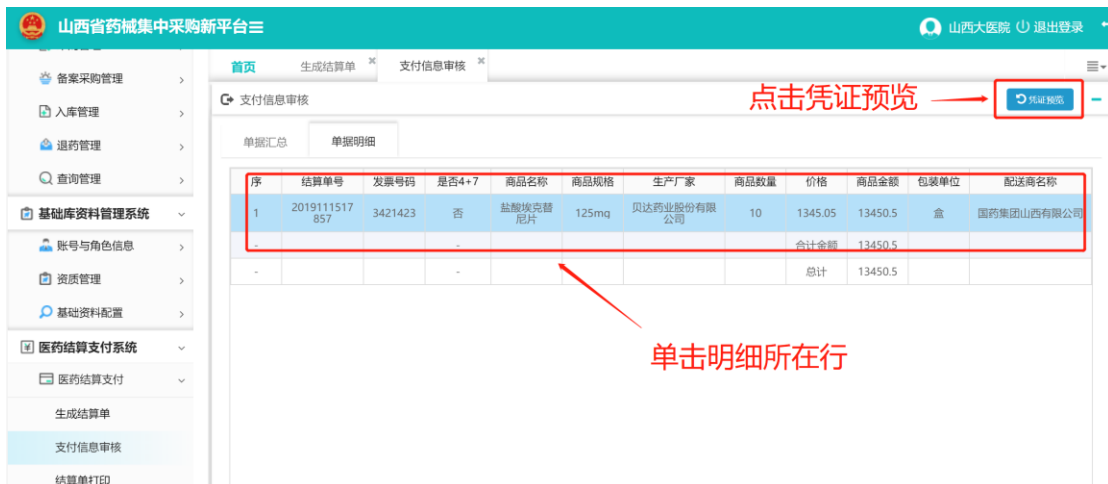 山西省药械集中采购新平台
山西大医院 退出登录
备案采购管理
入库管理
退药管理
查询管理
基础库资料管理系统
账号与角色信息
资质管理
基础资料配置
医药结算支付系统
医药结算支付
生成结算单
支付信息审核
结算单打印
首页 生成结算单 × 支付信息审核 ×
支付信息审核
点击凭证预览
凭证预览
单据汇总 单据明细
序 结算单号 发票号码 是否4+7 商品名称 商品规格 生产厂家 商品数量 价格 商品金额 包装单位 配送商名称
1 2019111517857 3421423 否 盐酸埃克替尼片 125mg 贝达药业股份有限公司 10 1345.05 13450.5 盒 国药集团山西有限公司
- - 合计金额 13450.5
- - 总计 13450.5
单击明细所在行